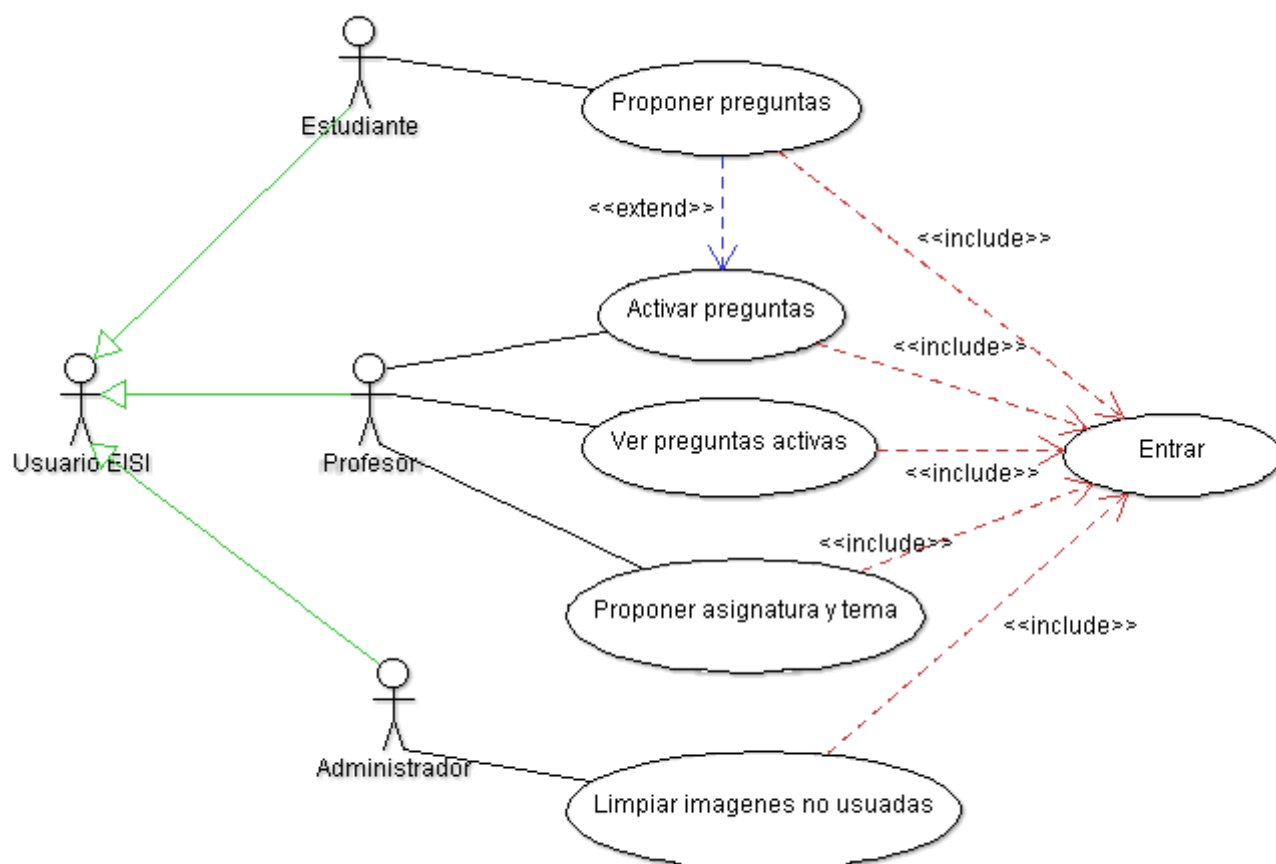 Estudiante
Proponer preguntas
<<extend>>
<<include>>
Activar preguntas
<<include>>
Usuario EISI
Profesor
Ver preguntas activas
<<include>>
Entrar
<<include>>
Proponer asignatura y tema
<<include>>
Administrador
Limpiar imagenes no usuadas